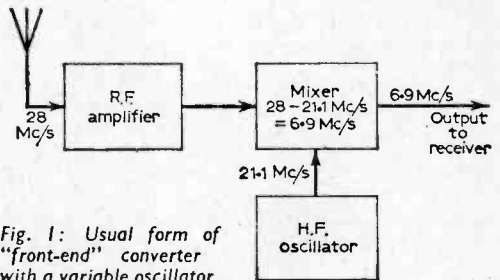 28
Mc/s
R.F.
amplifier
Mixer
28 – 21·1 Mc/s
= 6·9 Mc/s
6·9 Mc/s
Output
to
receiver
21·1 Mc/s
H.F.
oscillator
Fig. 1: Usual form of
"front-end" converter
with a variable oscillator